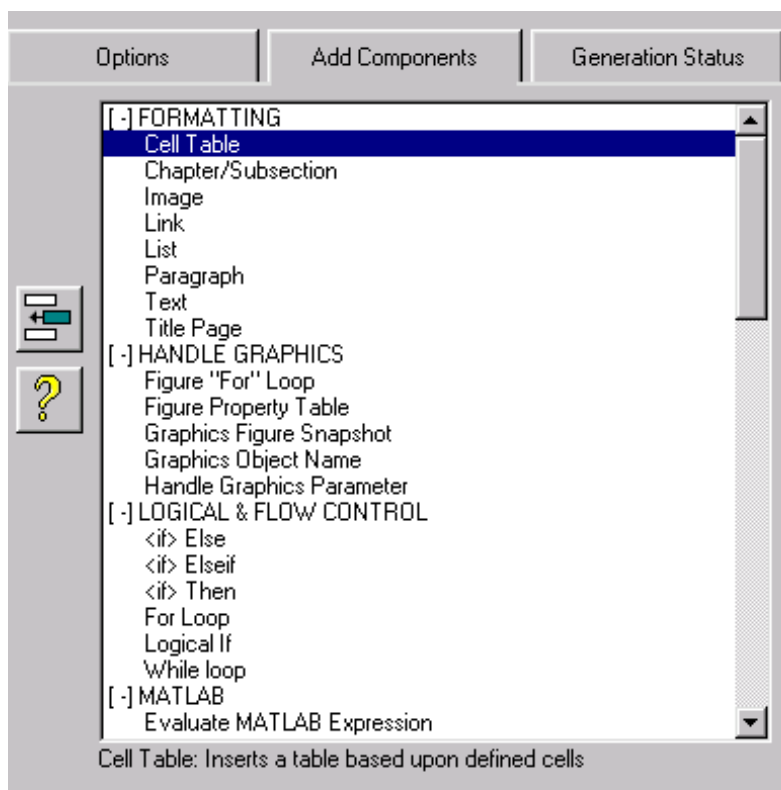 Options
Add Components
Generation Status
[-] FORMATTING
Cell Table
Chapter/Subsection
Image
Link
List
Paragraph
Text
Title Page
[-] HANDLE GRAPHICS
Figure "For" Loop
Figure Property Table
Graphics Figure Snapshot
Graphics Object Name
Handle Graphics Parameter
[-] LOGICAL & FLOW CONTROL
<if> Else
<if> Elseif
<if> Then
For Loop
Logical If
While loop
[-] MATLAB
Evaluate MATLAB Expression
Cell Table: Inserts a table based upon defined cells